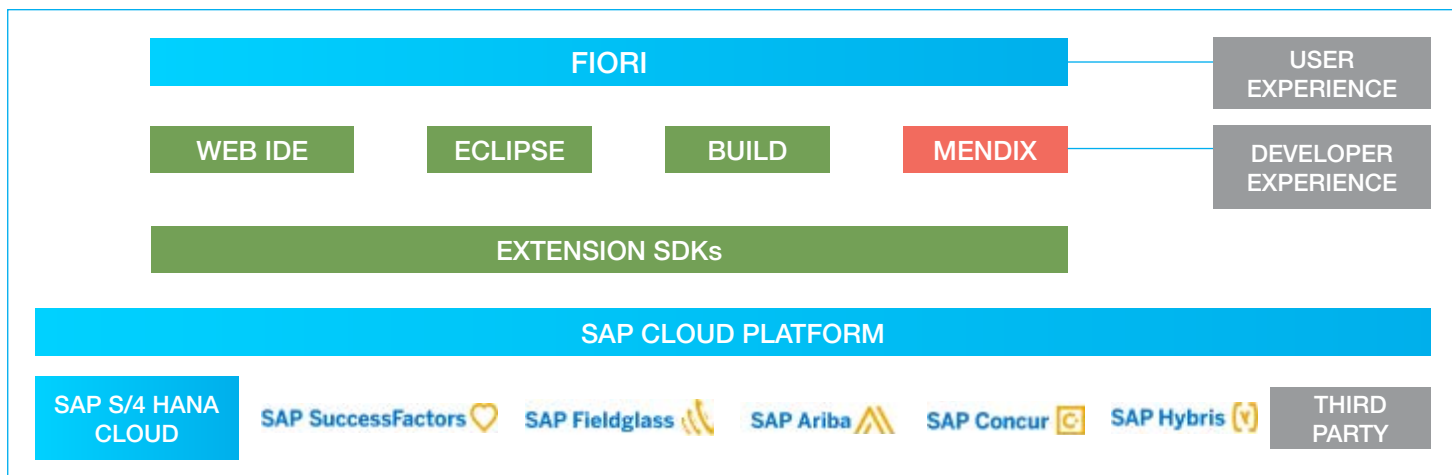 FIORI
USER
EXPERIENCE
WEB IDE
ECLIPSE
BUILD
MENDIX
DEVELOPER
EXPERIENCE
EXTENSION SDKs
SAP CLOUD PLATFORM
SAP S/4 HANA
CLOUD
SAP SuccessFactors
SAP Fieldglass
SAP Ariba
SAP Concur C
SAP Hybris (Y)
THIRD
PARTY